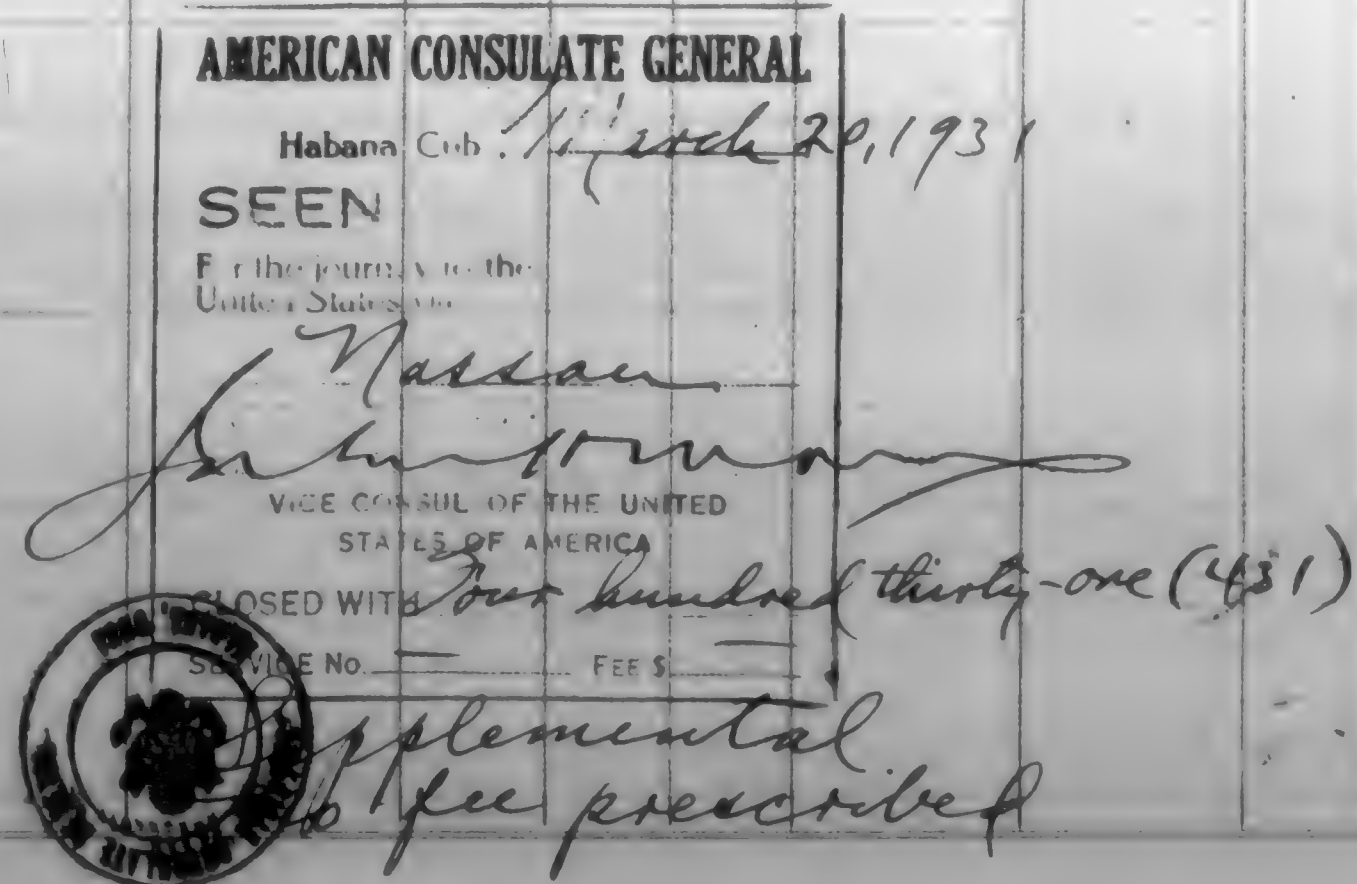 AMERICAN CONSULATE GENERAL
Habana Cub March 20, 1931
SEEN
For the journey to the
United States via
Nassau
VICE CONSUL OF THE UNITED
STATES OF AMERICA
CLOSED WITH Four hundred thirty-one (431)
SERVICE No. — FEE $ —
Supplemental
No fee prescribed